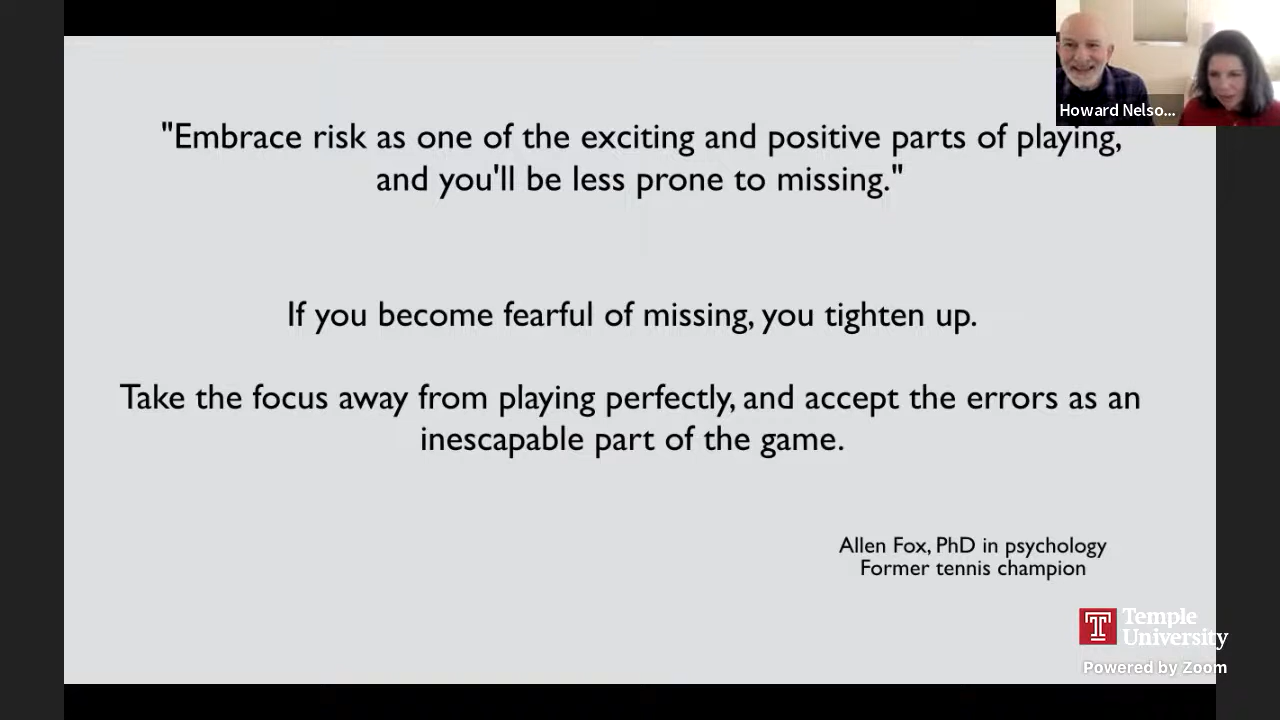 Howard Nelso...
"Embrace risk as one of the exciting and positive parts of playing,
and you'll be less prone to missing."
If you become fearful of missing, you tighten up.
Take the focus away from playing perfectly, and accept the errors as an
inescapable part of the game.
Allen Fox, PhD in psychology
Former tennis champion
T Temple
University
Powered by Zoom